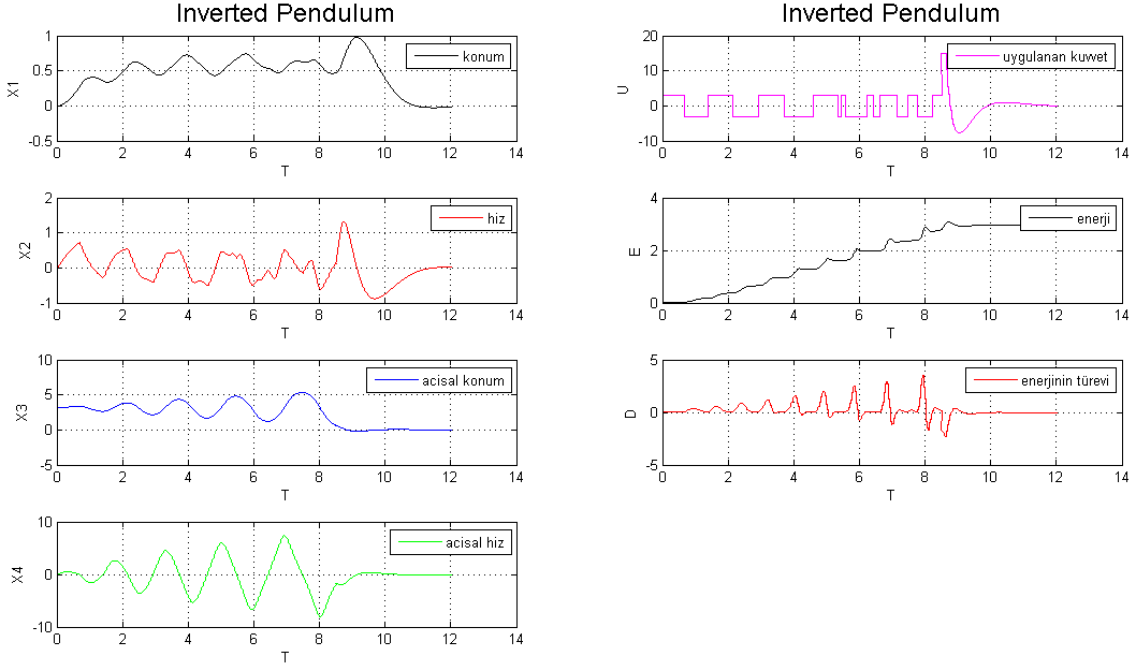 Inverted Pendulum
1
0.5
0
0.5
X1
konum
0 2 4 6 8 10 12 14
T
2
1
0
-1
X2
hiz
0 2 4 6 8 10 12 14
T
10
5
0
-5
X3
acisal konum
0 2 4 6 8 10 12 14
T
10
0
-10
X4
acisal hiz
0 2 4 6 8 10 12 14
T
Inverted Pendulum
20
10
0
-10
U
uygulanan kuwet
0 2 4 6 8 10 12 14
T
4
2
0
E
enerji
0 2 4 6 8 10 12 14
T
5
0
-5
D
enerjinin türevi
0 2 4 6 8 10 12 14
T